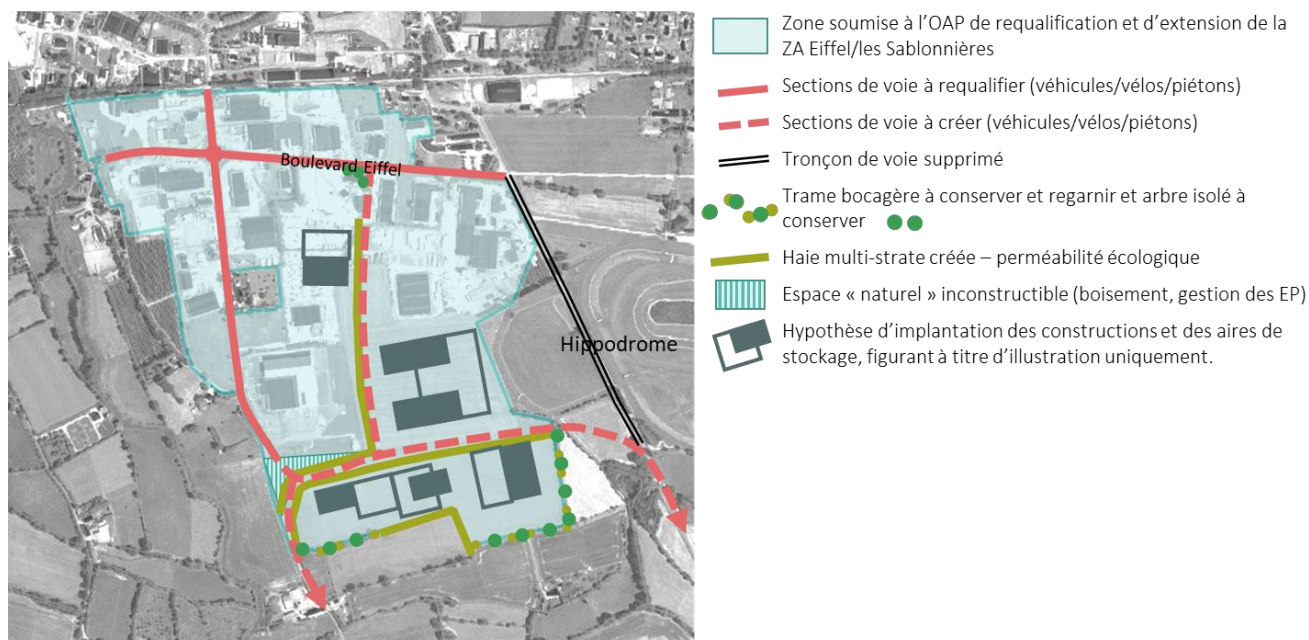 Boulevard Eiffel
Hippodrome
Zone soumise à l’OAP de requalification et d’extension de la
ZA Eiffel/les Sablonnières
Sections de voie à requalifier (véhicules/vélos/piétons)
Sections de voie à créer (véhicules/vélos/piétons)
Tronçon de voie supprimé
Trame bocagère à conserver et regarnir et arbre isolé à
conserver
Haie multi-strate créée – perméabilité écologique
Espace « naturel » inconstructible (boisement, gestion des EP)
Hypothèse d’implantation des constructions et des aires de
stockage, figurant à titre d’illustration uniquement.